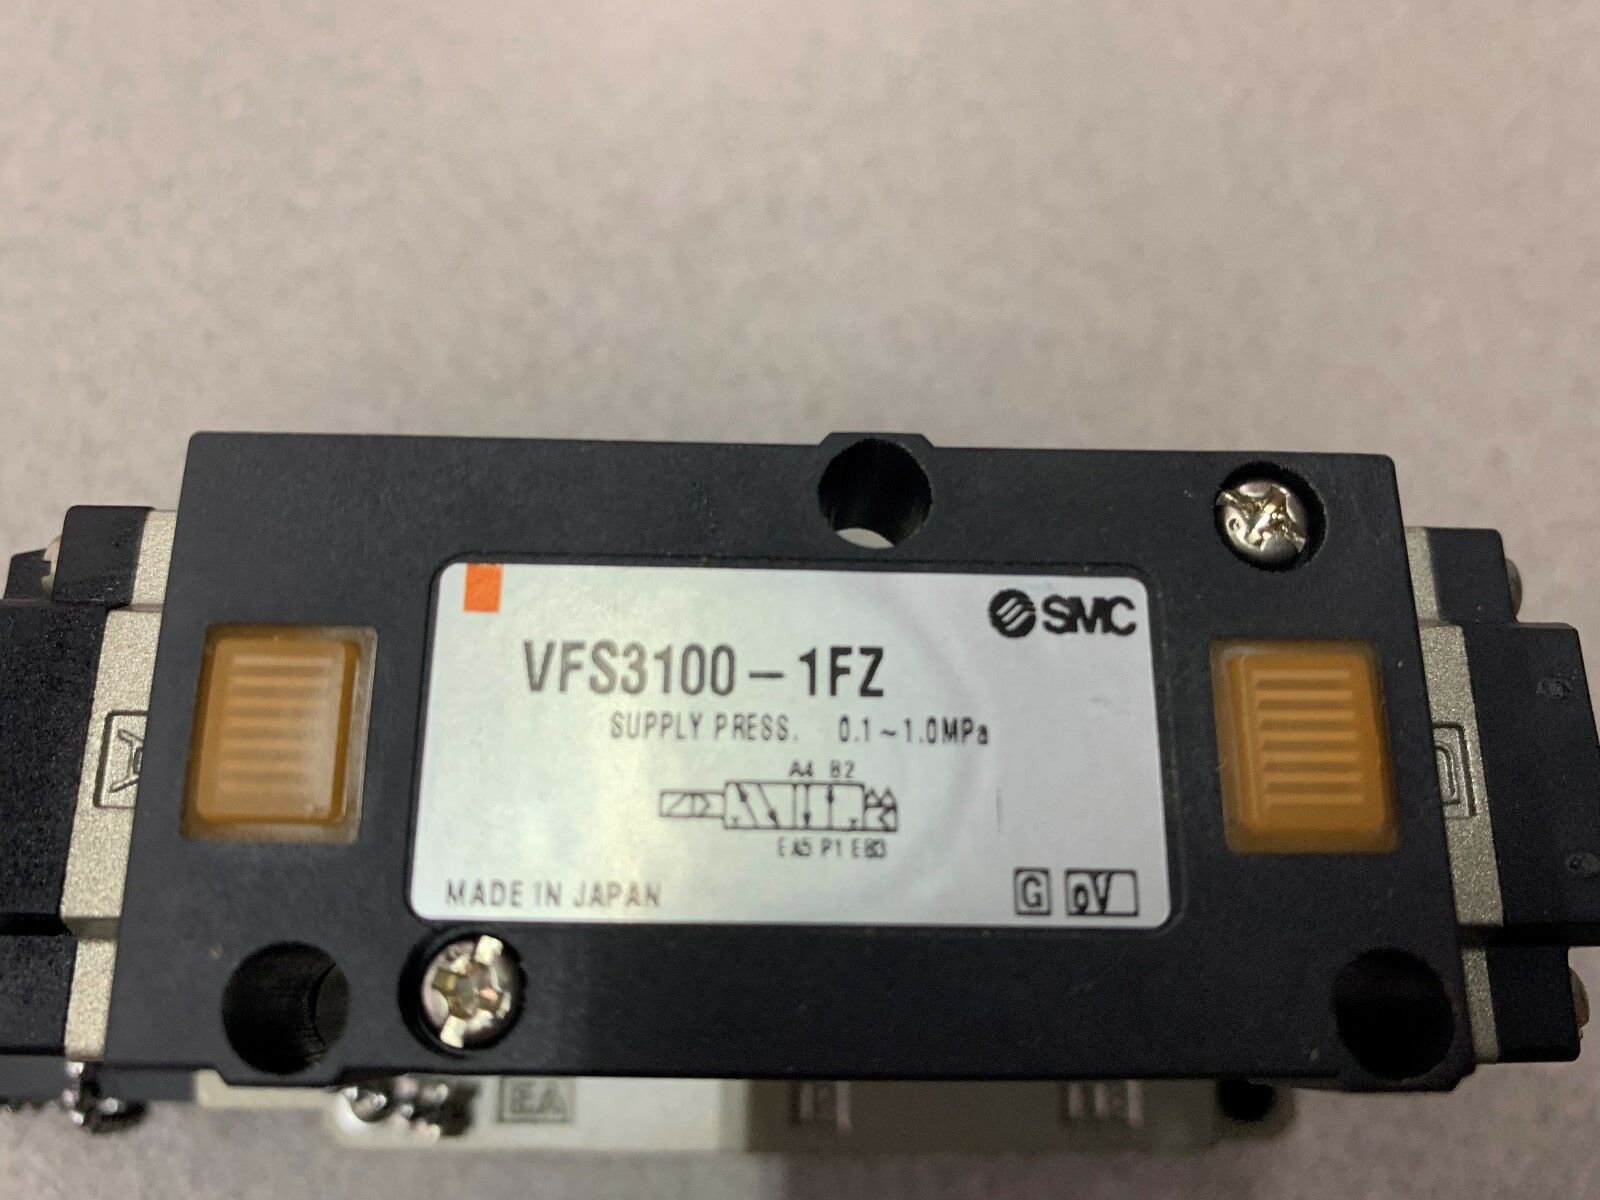 SMC
VFS3100-1FZ
SUPPLY PRESS. 0.1~1.0MPa
A4 B2
EA5 P1 EB3
MADE IN JAPAN
G
EA